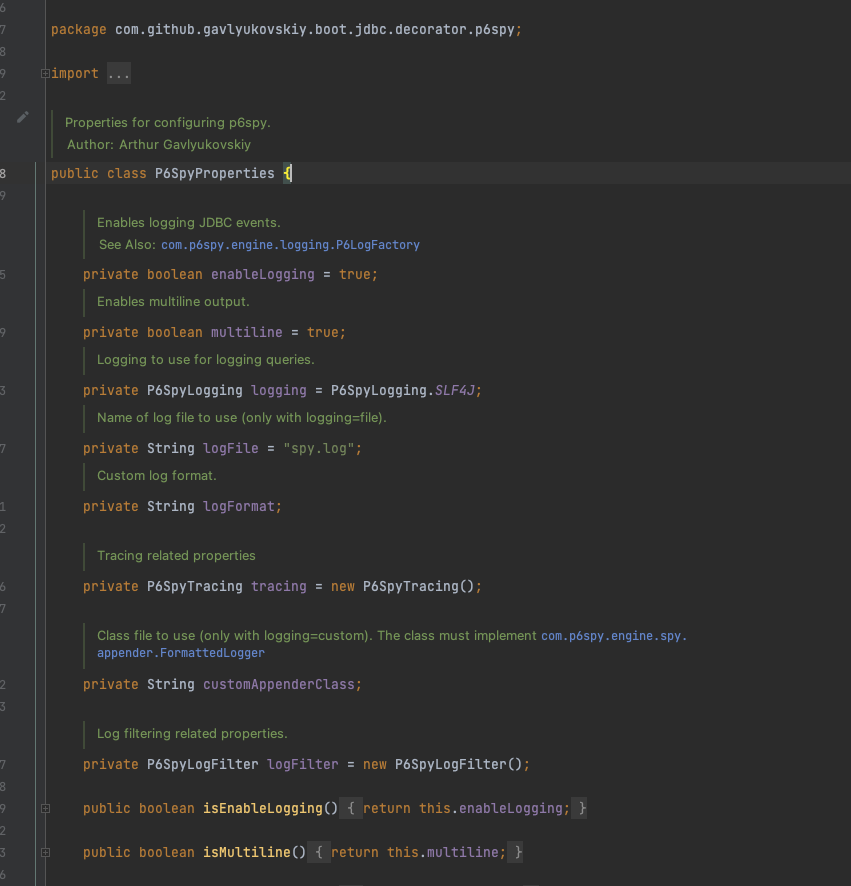 6
7 package com.github.gavlyukovskiy.boot.jdbc.decorator.p6spy;
8
9 import ...
2
Properties for configuring p6spy.
Author: Arthur Gavlyukovskiy
8 public class P6SpyProperties {
9
Enables logging JDBC events.
See Also: com.p6spy.engine.logging.P6LogFactory
5 private boolean enableLogging = true;
Enables multiline output.
9 private boolean multiline = true;
Logging to use for logging queries.
3 private P6SpyLogging logging = P6SpyLogging.SLF4J;
Name of log file to use (only with logging=file).
7 private String logFile = "spy.log";
Custom log format.
1 private String logFormat;
2
Tracing related properties
6 private P6SpyTracing tracing = new P6SpyTracing();
7
Class file to use (only with logging=custom). The class must implement com.p6spy.engine.spy.
appender.FormattedLogger
2 private String customAppenderClass;
3
Log filtering related properties.
7 private P6SpyLogFilter logFilter = new P6SpyLogFilter();
8
9 public boolean isEnableLogging() { return this.enableLogging; }
2
3 public boolean isMultiline() { return this.multiline; }
6